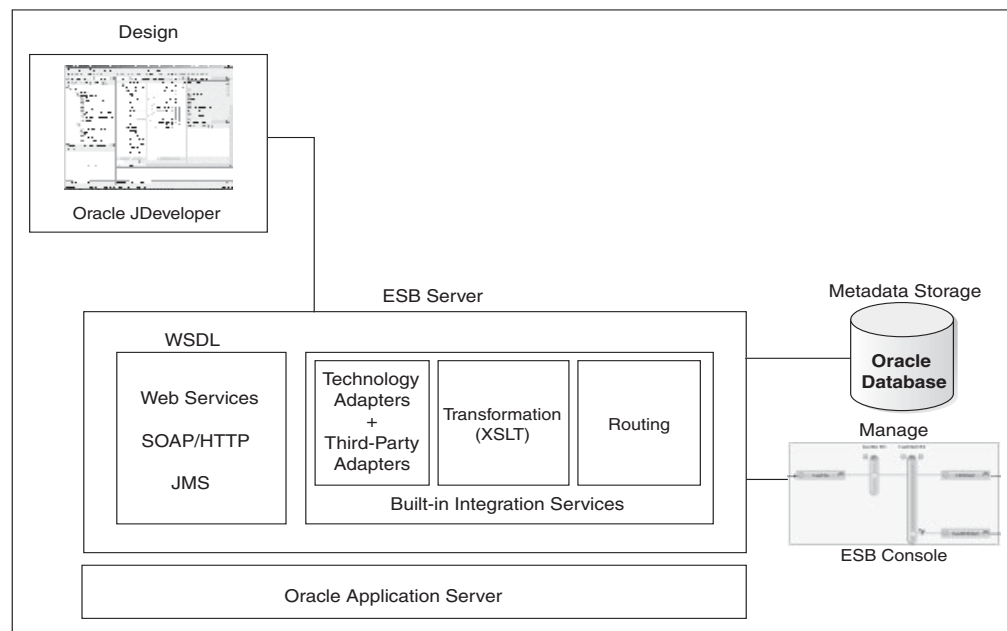 Design
Oracle JDeveloper
ESB Server
Metadata Storage
Oracle
Database
WSDL
Web Services
SOAP/HTTP
JMS
Technology
Adapters
+
Third-Party
Adapters
Transformation
(XSLT)
Routing
Built-in Integration Services
Manage
ESB Console
Oracle Application Server